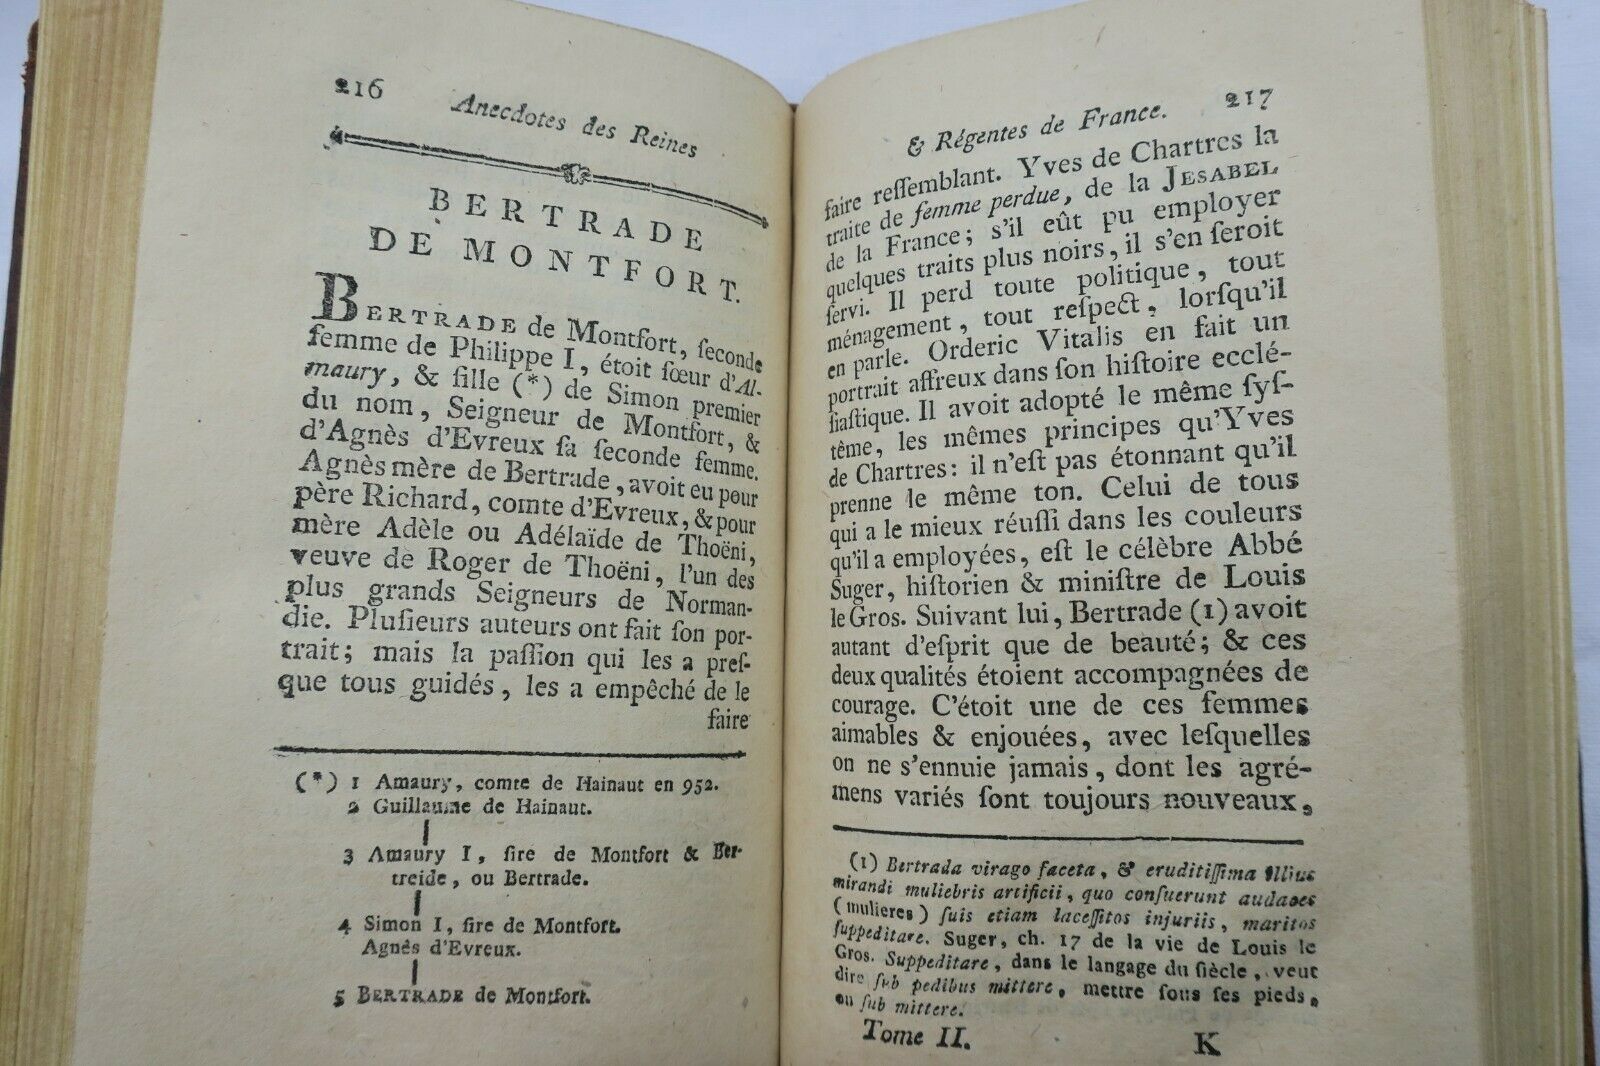 216 Anecdotes des Reines
BERTRADE
DE MONTFORT.
BERTRADE de Montfort, ſeconde
femme de Philippe I, étoit ſœur d'Al-
maury, & fille (*) de Simon premier
du nom, Seigneur de Montfort, &
d'Agnès d'Evreux ſa ſeconde femme.
Agnès mère de Bertrade, avoit eu pour
père Richard, comte d'Evreux, & pour
mère Adèle ou Adélaïde de Thoëni,
veuve de Roger de Thoëni, l'un des
plus grands Seigneurs de Norman-
die. Pluſieurs auteurs ont fait ſon por-
trait; mais la paſſion qui les a preſ-
que tous guidés, les a empêché de le
faire
(*) 1 Amaury, comte de Hainaut en 952.
2 Guillaume de Hainaut.
3 Amaury I, ſire de Montfort & Ber-
treide, ou Bertrade.
4 Simon I, ſire de Montfort.
Agnès d'Evreux.
5 BERTRADE de Montfort.
& Régentes de France. 217
faire reſſemblant. Yves de Chartres la
traite de femme perdue, de la JESABEL
de la France; s'il eût pu employer
quelques traits plus noirs, il s'en ſeroit
ſervi. Il perd toute politique, tout
ménagement, tout reſpect, lorſqu'il
en parle. Orderic Vitalis en fait un
portrait affreux dans ſon hiſtoire ecclé-
ſiaſtique. Il avoit adopté le même ſyſ-
tême, les mêmes principes qu'Yves
de Chartres: il n'eſt pas étonnant qu'il
prenne le même ton. Celui de tous
qui a le mieux réuſſi dans les couleurs
qu'il a employées, eſt le célèbre Abbé
Suger, hiſtorien & miniſtre de Louis
le Gros. Suivant lui, Bertrade (1) avoit
autant d'eſprit que de beauté; & ces
deux qualités étoient accompagnées de
courage. C'étoit une de ces femmes
aimables & enjouées, avec leſquelles
on ne s'ennuie jamais, dont les agré-
mens variés ſont toujours nouveaux,
(1) Bertrada virago faceta, & eruditiſſima illius
mirandi muliebris artificii, quo conſuerunt audaces
(mulieres) ſuis etiam laceſſitos injuriis, maritos
ſuppeditare. Suger, ch. 17 de la vie de Louis le
Gros. Suppeditare, dans le langage du ſiècle, veut
dire ſub pedibus mittere, mettre ſous ſes pieds,
ou ſub mittere.
Tome II. K